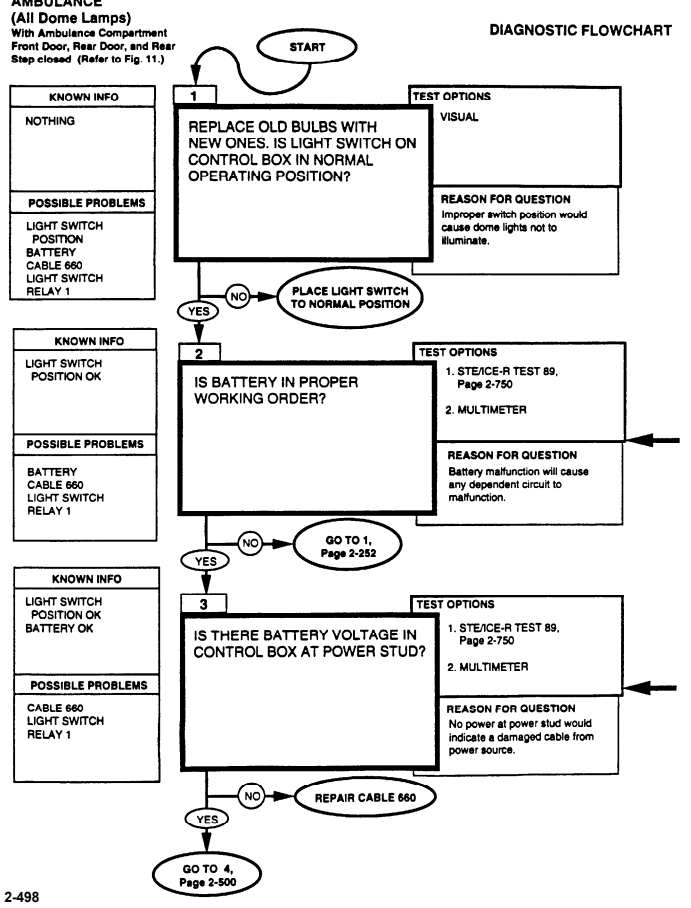 AMBULANCE
(All Dome Lamps)
With Ambulance Compartment
Front Door, Rear Door, and Rear
Step closed (Refer to Fig. 11.)
DIAGNOSTIC FLOWCHART
START
KNOWN INFO
NOTHING
POSSIBLE PROBLEMS
LIGHT SWITCH
POSITION
BATTERY
CABLE 660
LIGHT SWITCH
RELAY 1
1
REPLACE OLD BULBS WITH
NEW ONES. IS LIGHT SWITCH ON
CONTROL BOX IN NORMAL
OPERATING POSITION?
TEST OPTIONS
VISUAL
REASON FOR QUESTION
Improper switch position would
cause dome lights not to
illuminate.
NO
PLACE LIGHT SWITCH
TO NORMAL POSITION
YES
KNOWN INFO
LIGHT SWITCH
POSITION OK
POSSIBLE PROBLEMS
BATTERY
CABLE 660
LIGHT SWITCH
RELAY 1
2
IS BATTERY IN PROPER
WORKING ORDER?
TEST OPTIONS
1. STE/ICE-R TEST 89,
Page 2-750
2. MULTIMETER
REASON FOR QUESTION
Battery malfunction will cause
any dependent circuit to
malfunction.
NO
GO TO 1,
Page 2-252
YES
KNOWN INFO
LIGHT SWITCH
POSITION OK
BATTERY OK
POSSIBLE PROBLEMS
CABLE 660
LIGHT SWITCH
RELAY 1
3
IS THERE BATTERY VOLTAGE IN
CONTROL BOX AT POWER STUD?
TEST OPTIONS
1. STE/ICE-R TEST 89,
Page 2-750
2. MULTIMETER
REASON FOR QUESTION
No power at power stud would
indicate a damaged cable from
power source.
NO
REPAIR CABLE 660
YES
GO TO 4,
Page 2-500
2-498